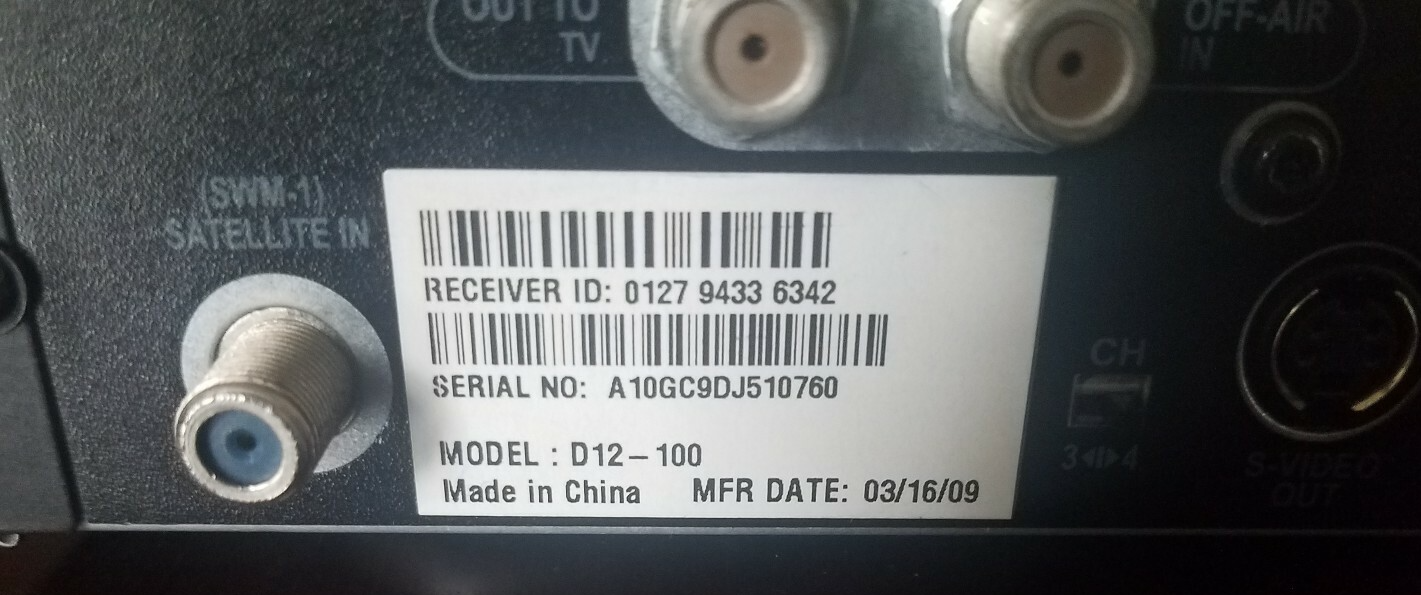 OUT TO
TV
OFF-AIR
IN
(SWM-1)
SATELLITE IN
RECEIVER ID: 0127 9433 6342
SERIAL NO: A10GC9DJ510760
MODEL : D12-100
Made in China MFR DATE: 03/16/09
CH
3 4
S-VIDEO
OUT